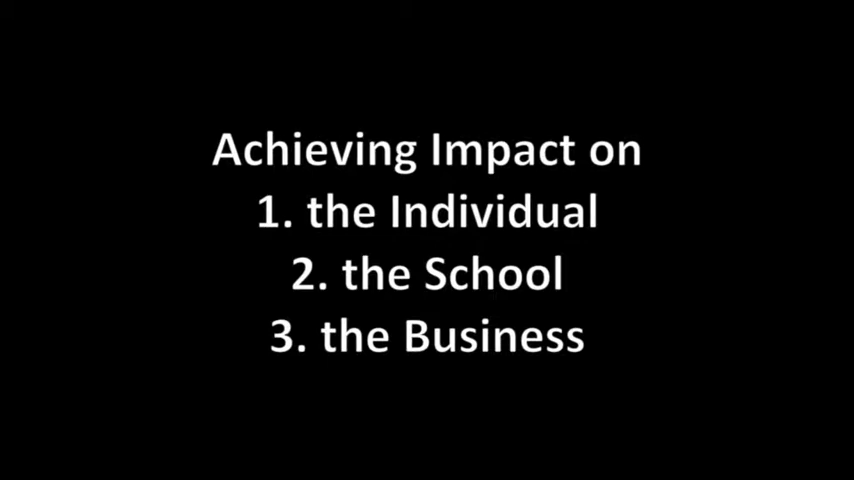 Achieving Impact on
1. the Individual
2. the School
3. the Business